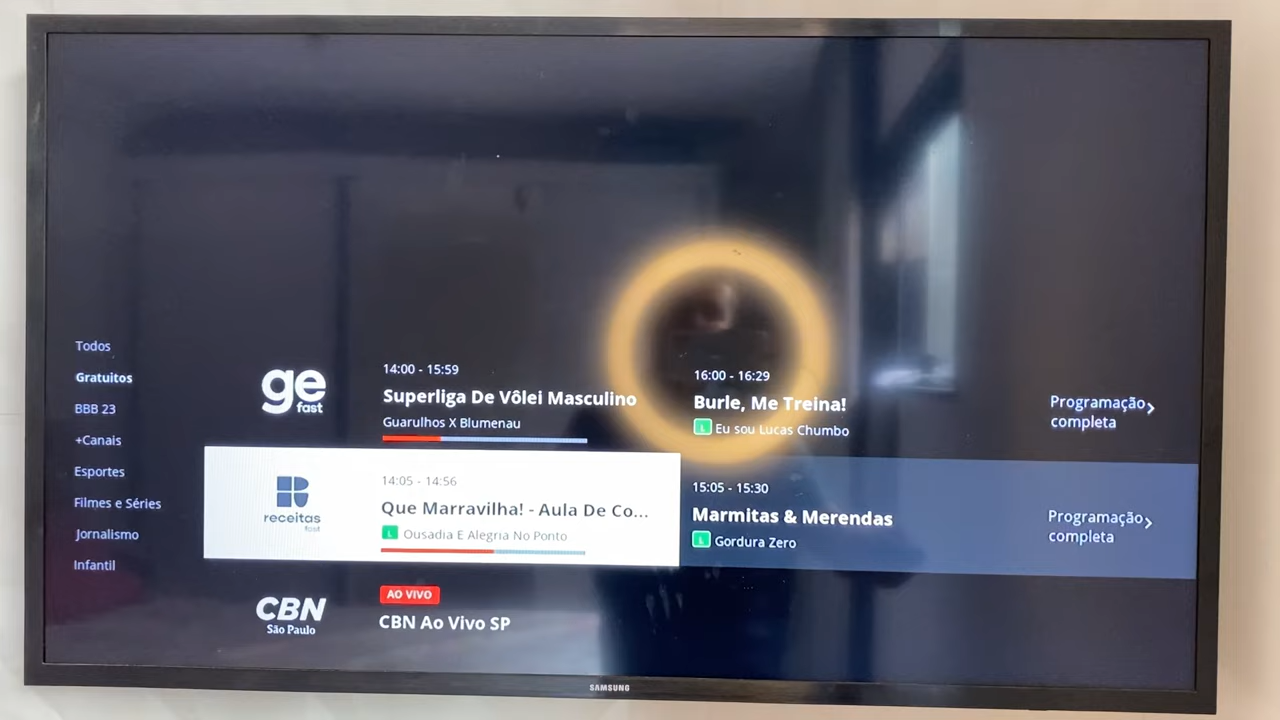 Todos
Gratuitos
BBB 23
+Canais
Esportes
Filmes e Séries
Jornalismo
Infantil
ge
fast
14:00 - 15:59
Superliga De Vôlei Masculino
Guarulhos X Blumenau
16:00 - 16:29
Burle, Me Treina!
L Eu sou Lucas Chumbo
Programação
completa
receitas
fast
14:05 - 14:56
Que Marravilha! - Aula De Co...
L Ousadia E Alegria No Ponto
15:05 - 15:30
Marmitas & Merendas
L Gordura Zero
Programação
completa
CBN
São Paulo
AO VIVO
CBN Ao Vivo SP
SAMSUNG